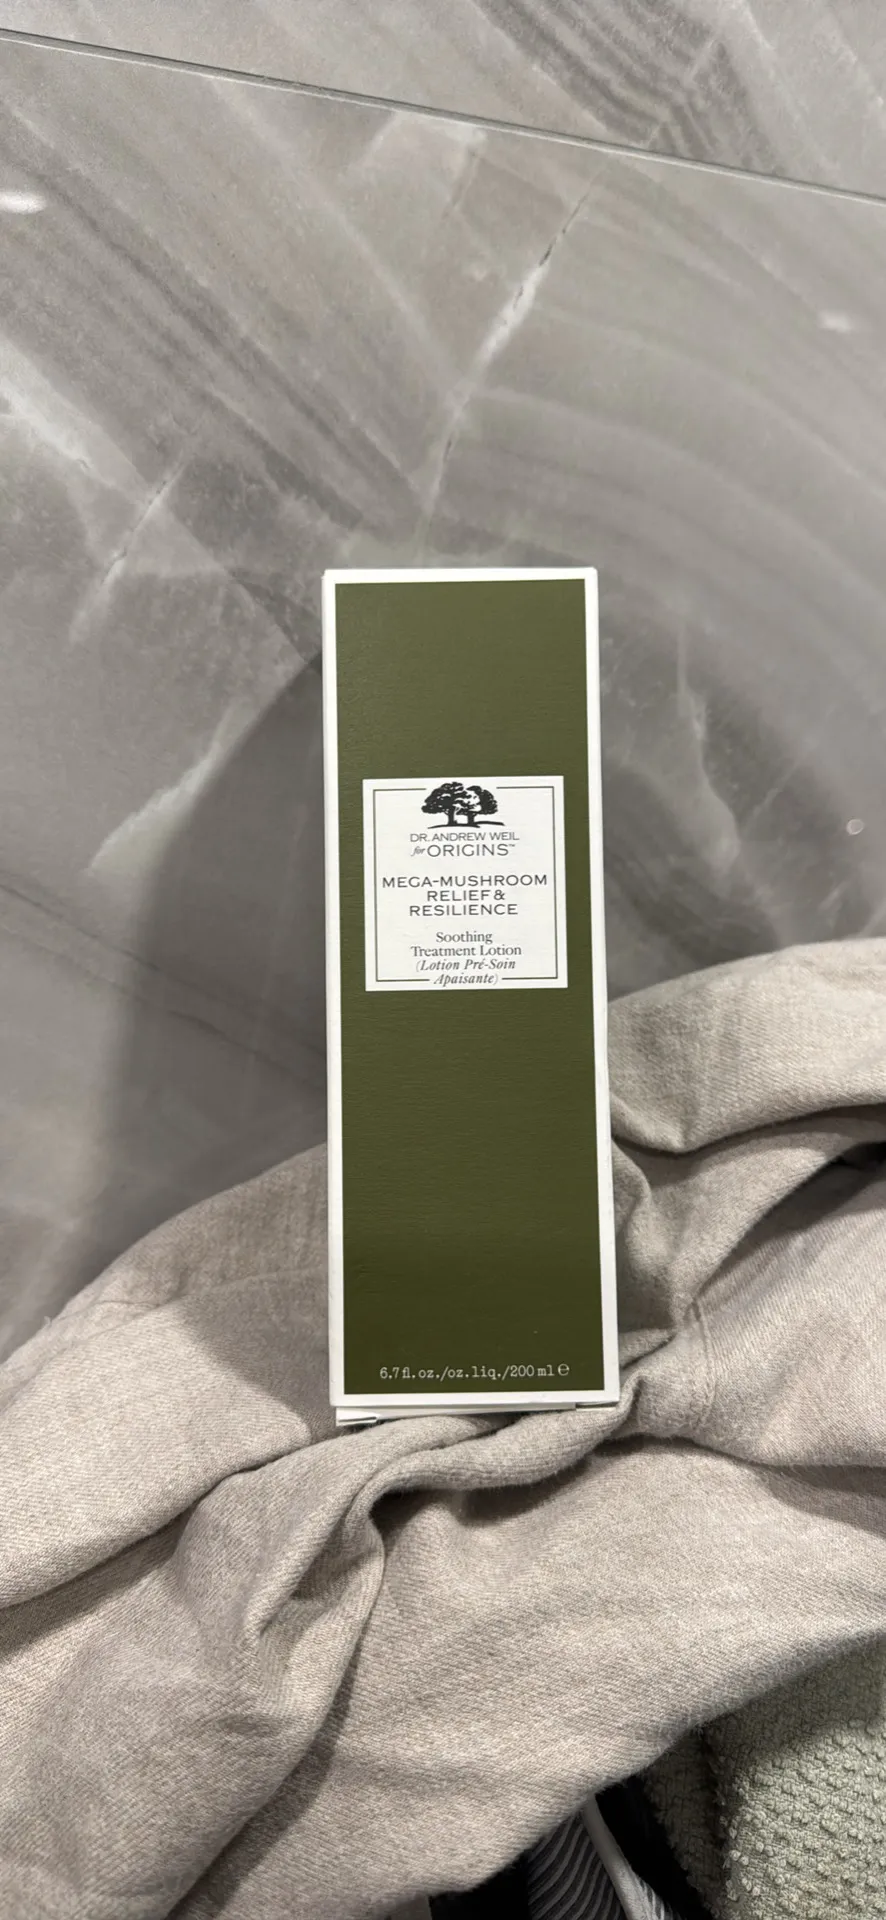 DR. ANDREW WEIL
for ORIGINS™
MEGA-MUSHROOM
RELIEF &
RESILIENCE
Soothing
Treatment Lotion
(Lotion Pré-Soin
Apaisante)
6.7 fl. oz./oz. liq./200 ml ℮